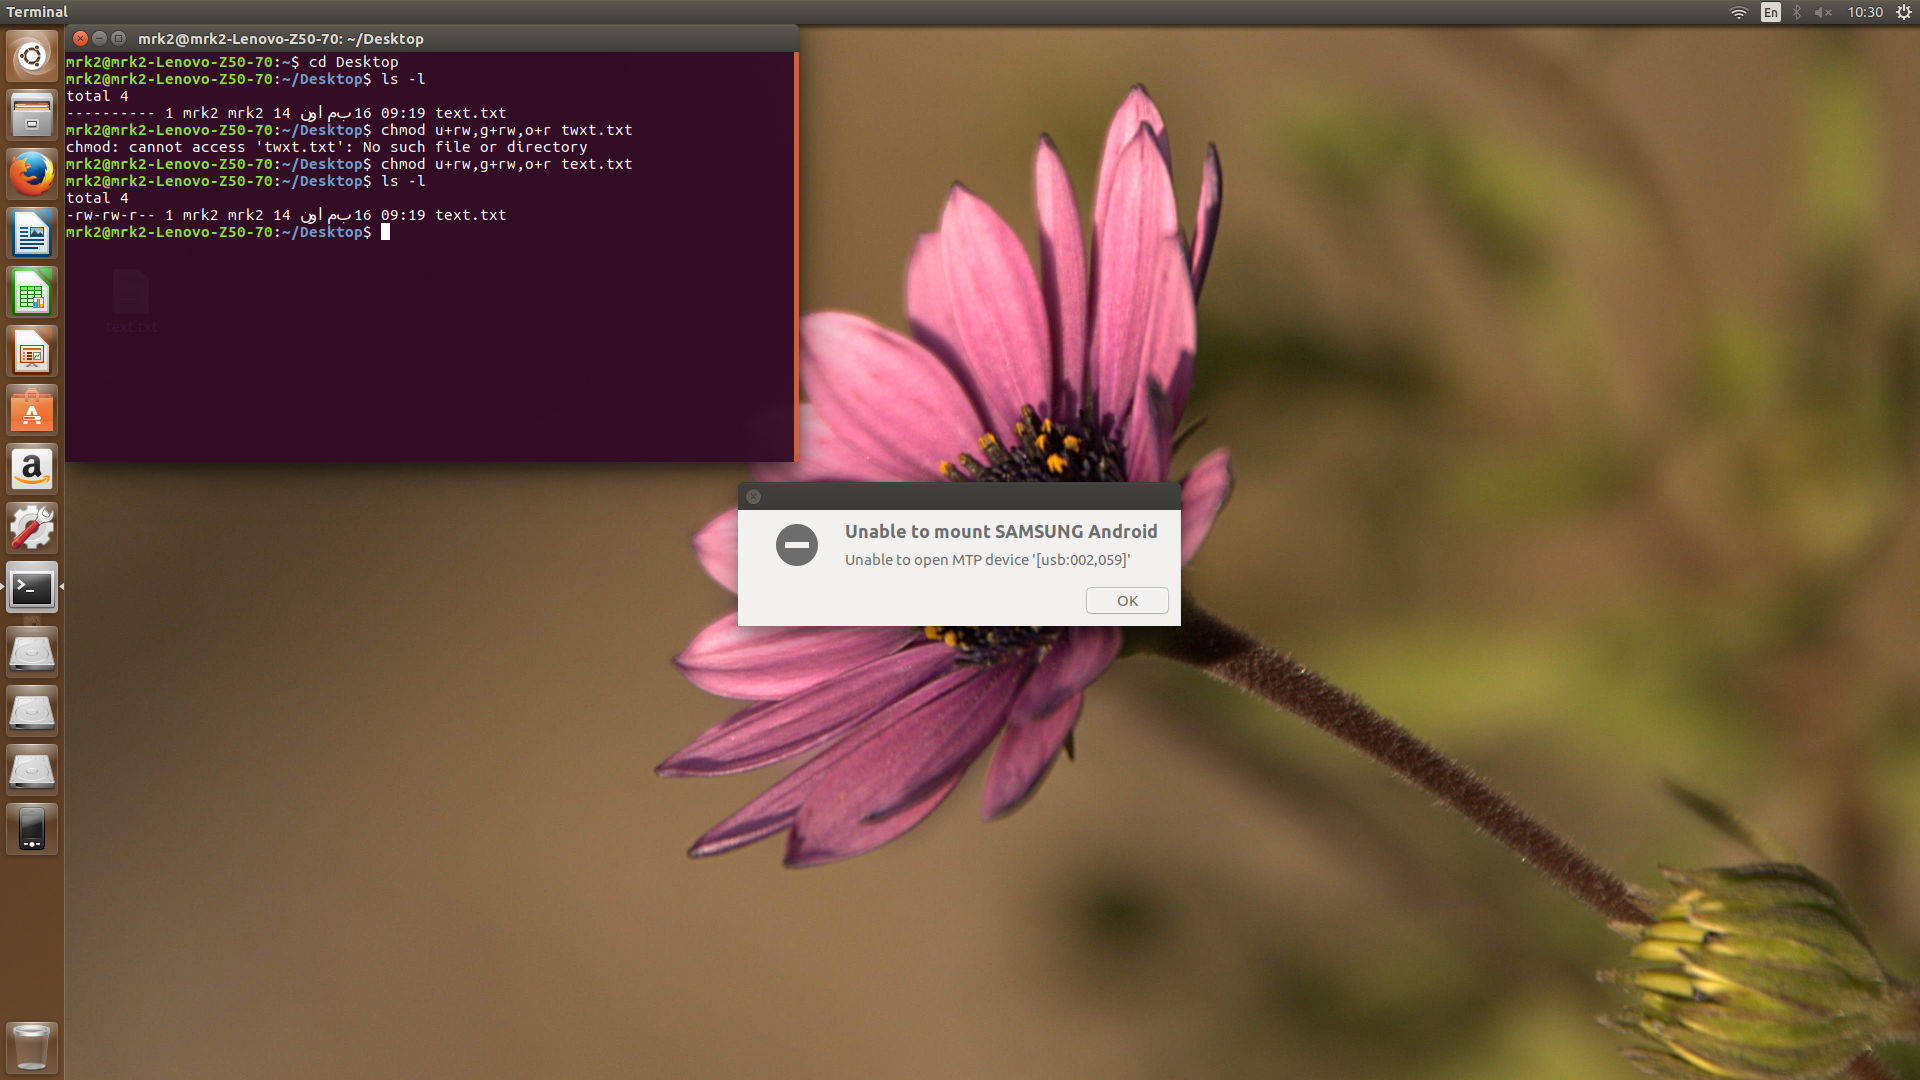 Terminal
En
10:30
mrk2@mrk2-Lenovo-Z50-70: ~/Desktop
mrk2@mrk2-Lenovo-Z50-70:~$ cd Desktop
mrk2@mrk2-Lenovo-Z50-70:~/Desktop$ ls -l
total 4
---------- 1 mrk2 mrk2 14 09:19 16 text.txt
mrk2@mrk2-Lenovo-Z50-70:~/Desktop$ chmod u+rw,g+rw,o+r twxt.txt
chmod: cannot access 'twxt.txt': No such file or directory
mrk2@mrk2-Lenovo-Z50-70:~/Desktop$ chmod u+rw,g+rw,o+r text.txt
mrk2@mrk2-Lenovo-Z50-70:~/Desktop$ ls -l
total 4
-rw-rw-r-- 1 mrk2 mrk2 14 16 09:19 text.txt
mrk2@mrk2-Lenovo-Z50-70:~/Desktop$
text.txt
Unable to mount SAMSUNG Android
Unable to open MTP device '[usb:002,059]'
OK